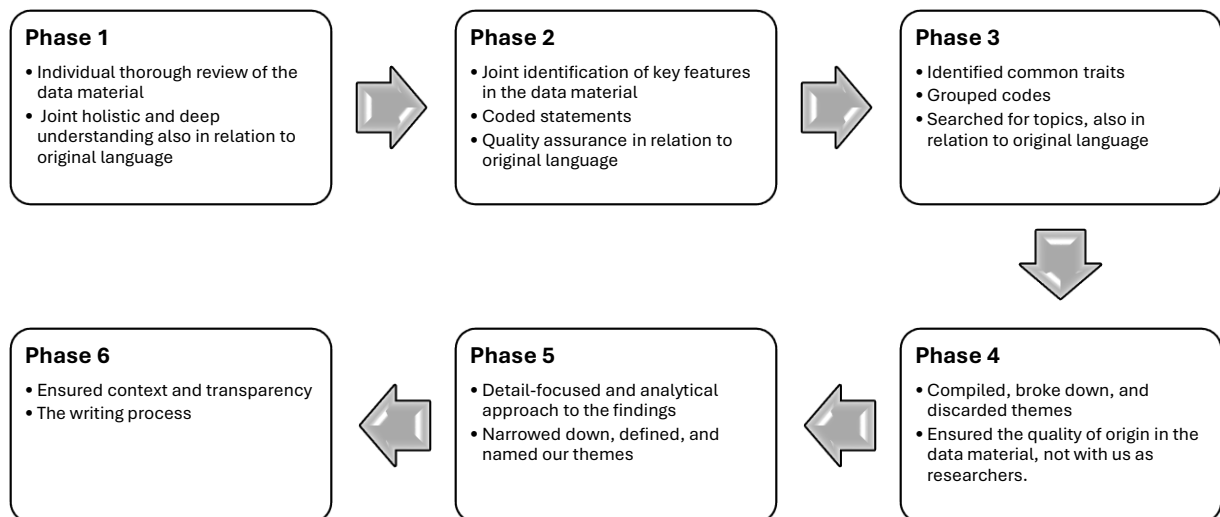 Phase 1
• Individual thorough review of the
data material
• Joint holistic and deep
understanding also in relation to
original language
Phase 2
• Joint identification of key features
in the data material
• Coded statements
• Quality assurance in relation to
original language
Phase 3
• Identified common traits
• Grouped codes
• Searched for topics, also in
relation to original language
Phase 4
• Compiled, broke down, and
discarded themes
• Ensured the quality of origin in the
data material, not with us as
researchers.
Phase 5
• Detail-focused and analytical
approach to the findings
• Narrowed down, defined, and
named our themes
Phase 6
• Ensured context and transparency
• The writing process